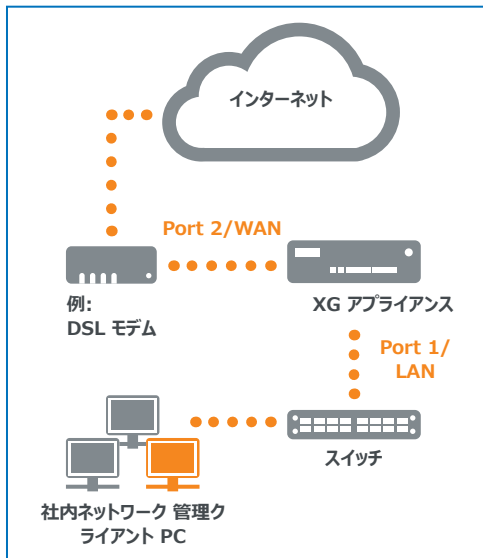 インターネット
Port 2/WAN
例:
DSL モデム
XG アプライアンス
Port 1/
LAN
スイッチ
社内ネットワーク 管理ク
ライアント PC